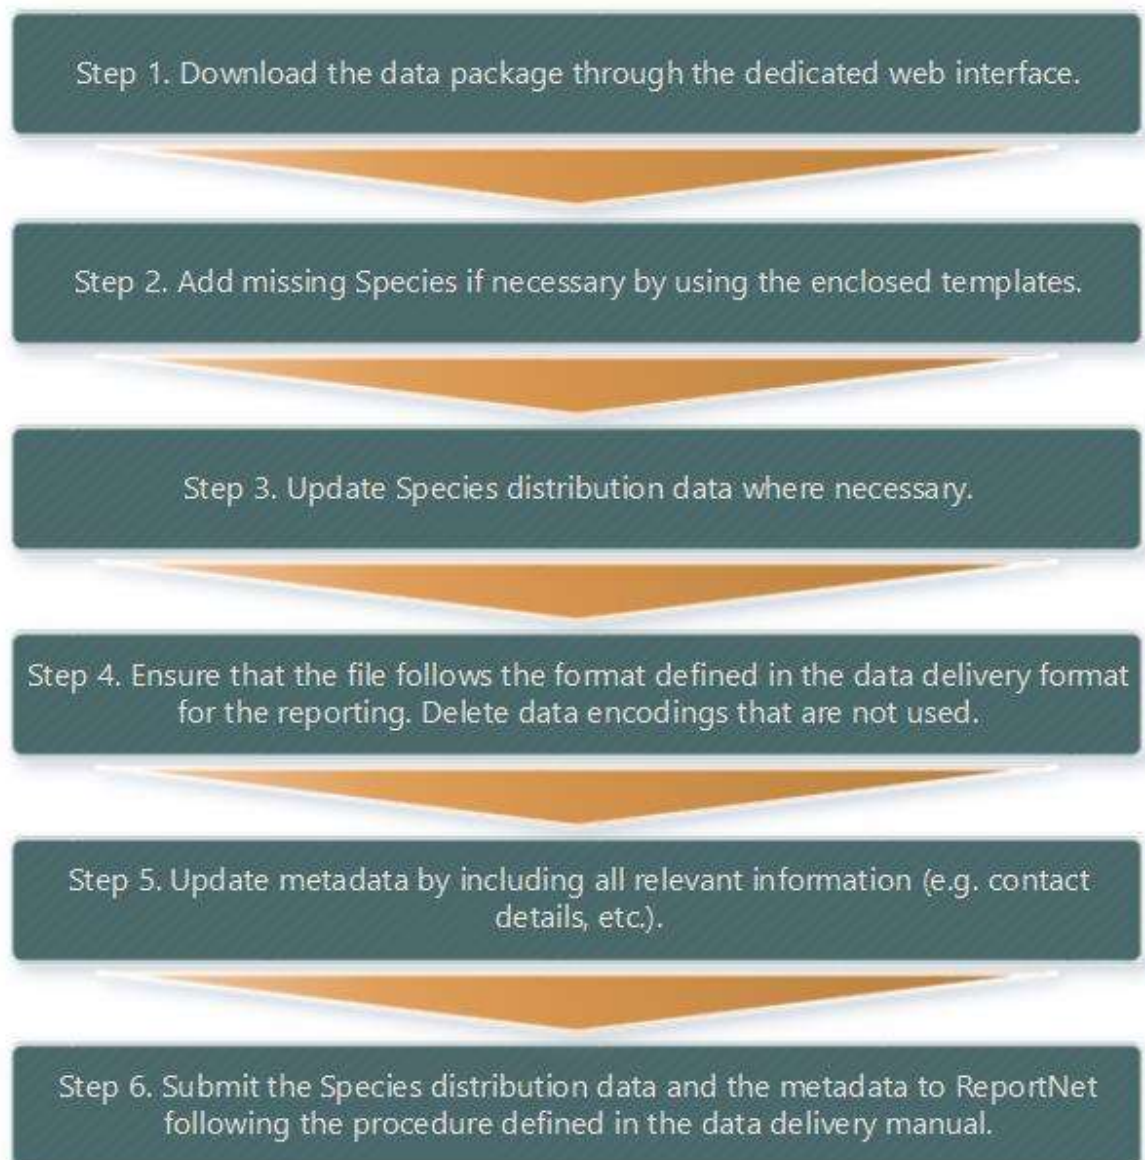 Step 1. Download the data package through the dedicated web interface.
Step 2. Add missing Species if necessary by using the enclosed templates.
Step 3. Update Species distribution data where necessary.
Step 4. Ensure that the file follows the format defined in the data delivery format
for the reporting. Delete data encodings that are not used.
Step 5. Update metadata by including all relevant information (e.g. contact
details, etc.).
Step 6. Submit the Species distribution data and the metadata to ReportNet
following the procedure defined in the data delivery manual.